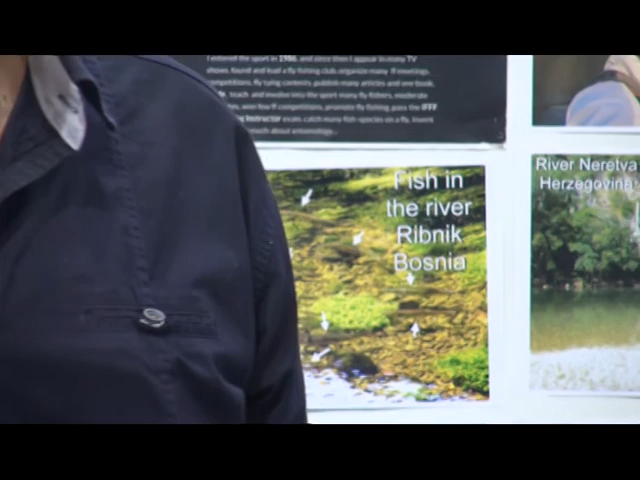 I entered the sport in 1986, and since then I appear in many TV
shows, found and lead a fly fishing club, organize many ff meetings,
competitions, fly tying contests, publish many articles and one book,
teach and involve into the sport many fly fishers, moderate
won few ff competitions, promote fly fishing, pass the IFFF
Instructor exam, catch many fish-species on a fly, invent
much about entomology...
Fish in
the river
Ribnik
Bosnia
River Neretva
Herzegovina